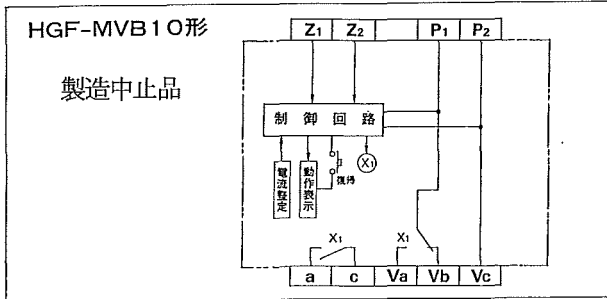 HGF-MVB10形
製造中止品
Z1 Z2 P1 P2
制御回路
電流整定
動作表示
復帰
X1
X1
X1
a c Va Vb Vc